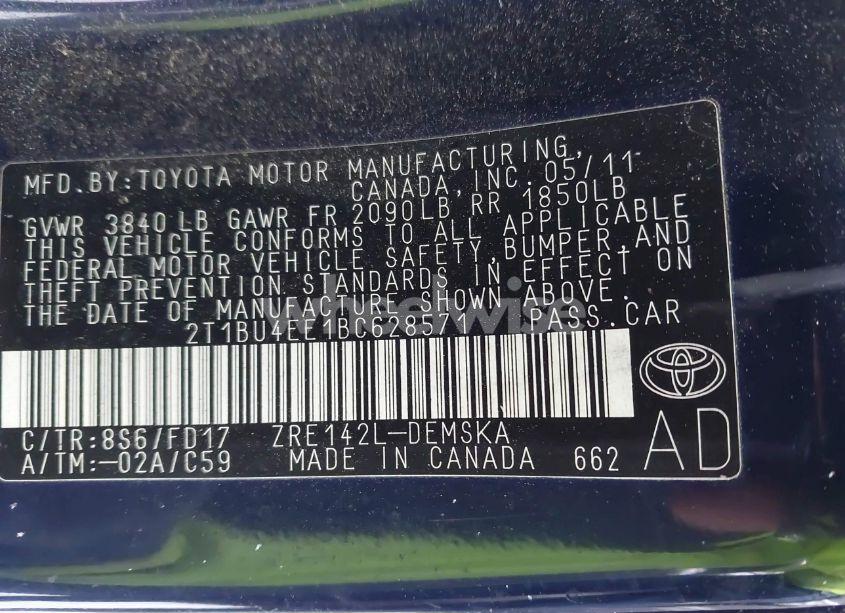 MFD. BY: TOYOTA MOTOR MANUFACTURING,
CANADA, INC. 05/11
GVWR 3840 LB GAWR FR 2090LB RR 1850LB
THIS VEHICLE CONFORMS TO ALL APPLICABLE
FEDERAL MOTOR VEHICLE SAFETY, BUMPER, AND
THEFT PREVENTION STANDARDS IN EFFECT ON
THE DATE OF MANUFACTURE SHOWN ABOVE.
PASS. CAR
C/TR: 8S6/FD17 ZRE142L-DEMSKA
A/TM: -02A/C59 MADE IN CANADA 662
AD
wheelwise